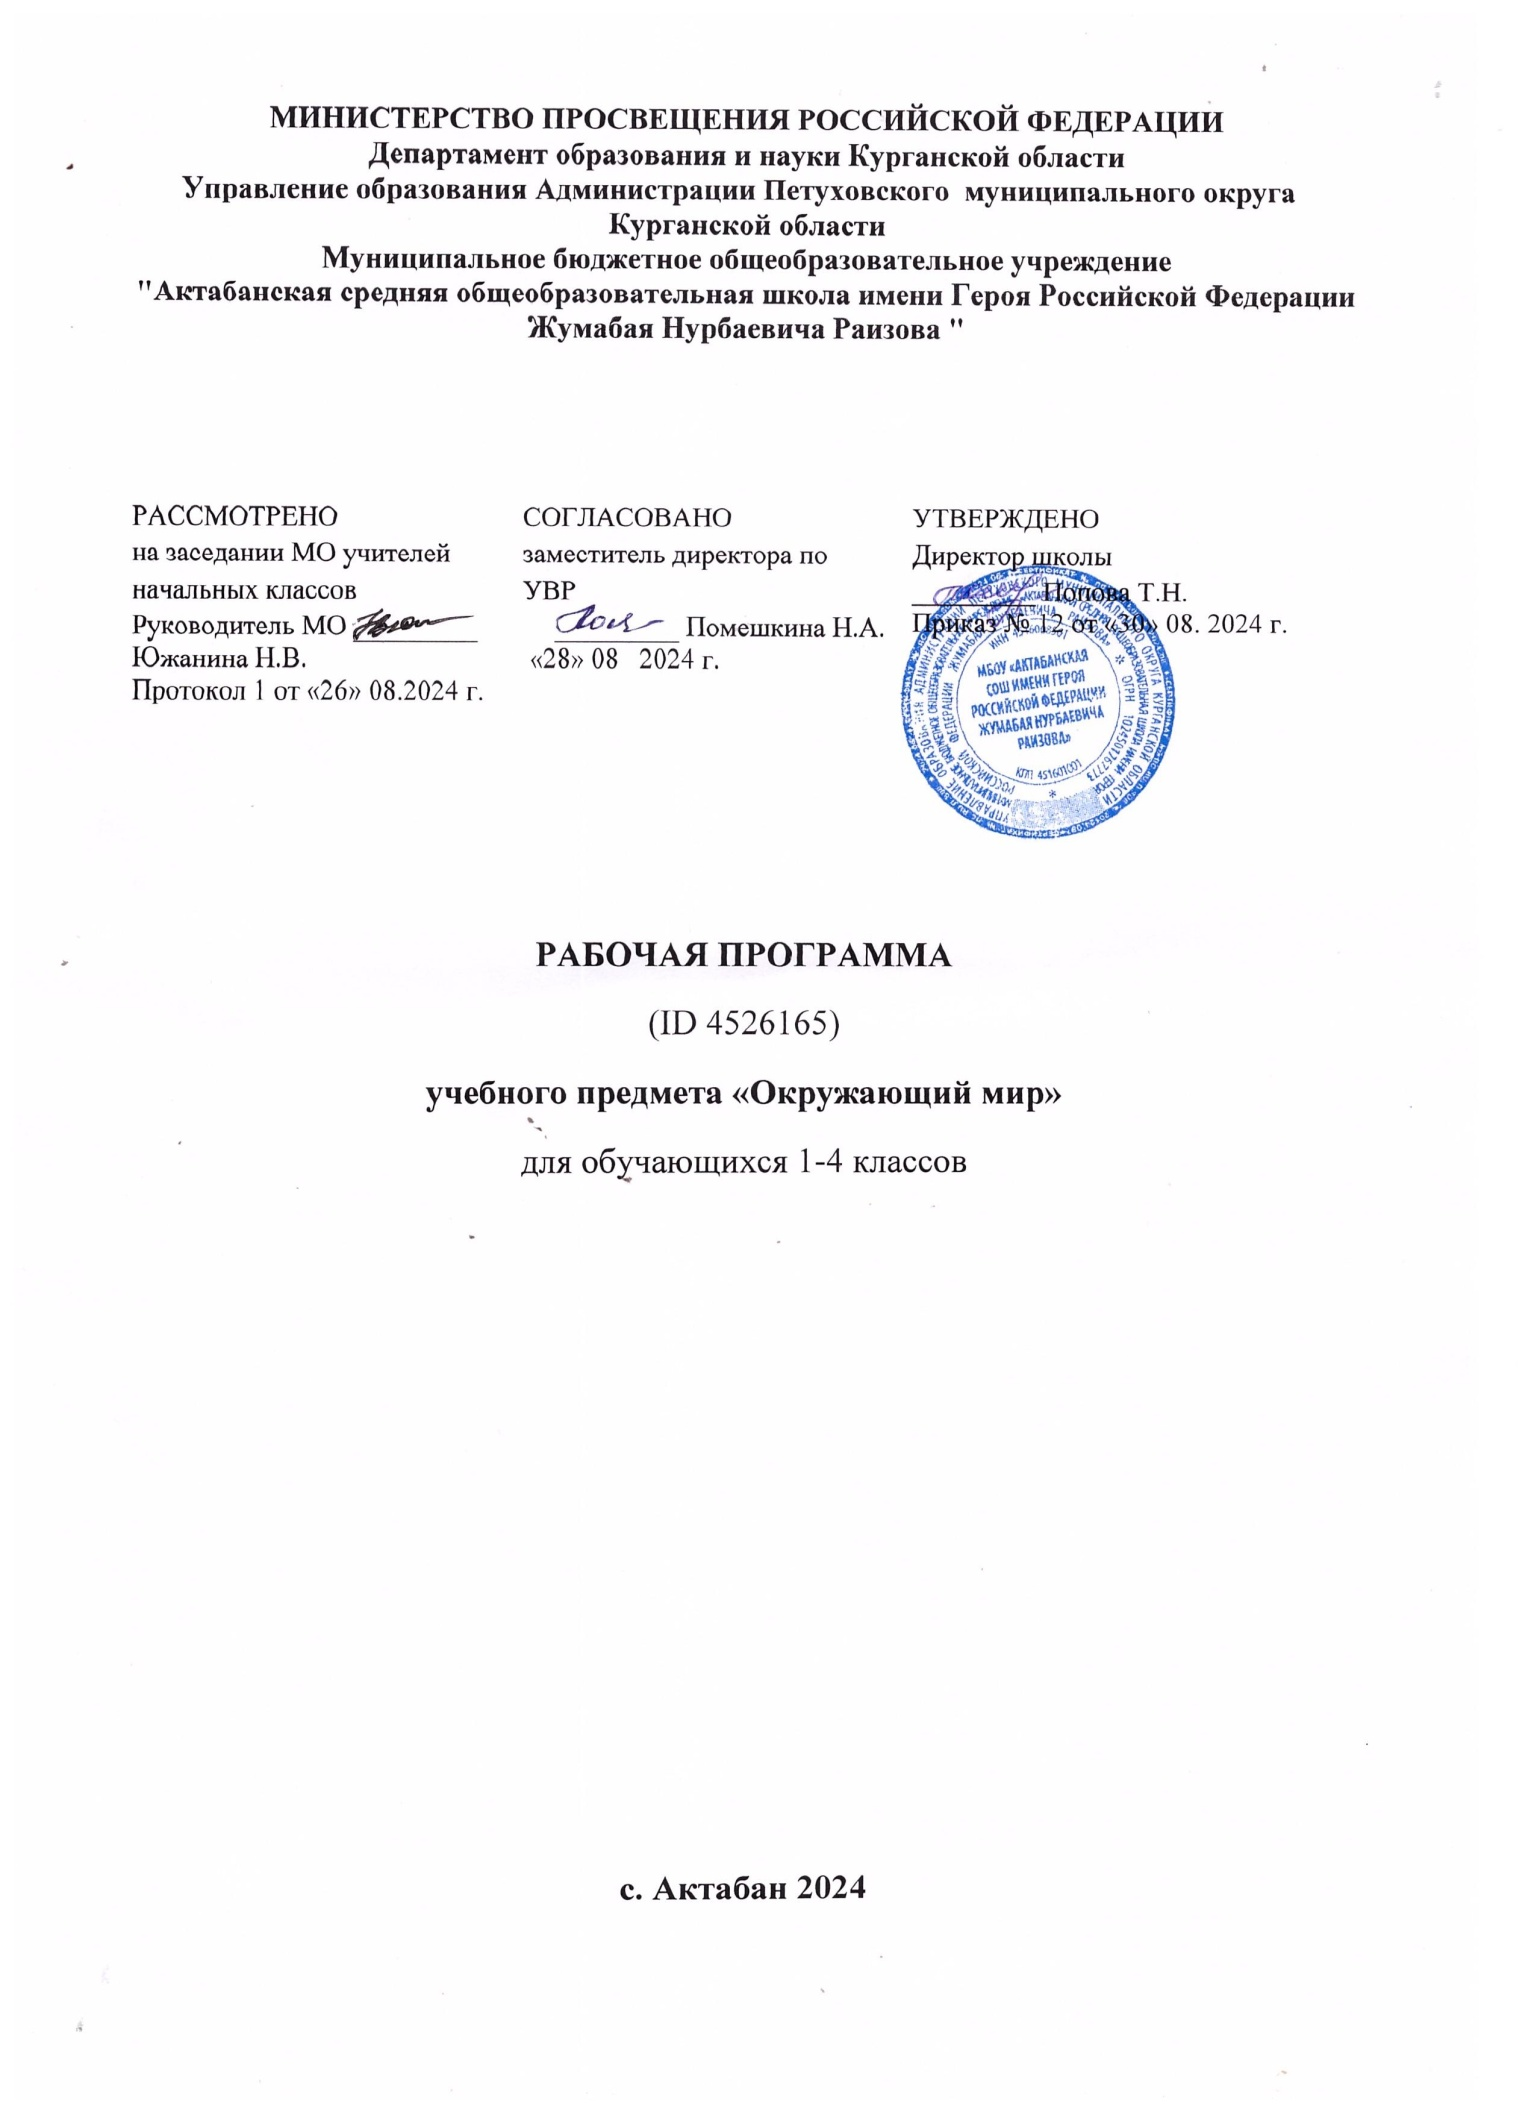 МИНИСТЕРСТВО ПРОСВЕЩЕНИЯ РОССИЙСКОЙ ФЕДЕРАЦИИ
Департамент образования и науки Курганской области
Управление образования Администрации Петуховского  муниципального округа
Курганской области
Муниципальное бюджетное общеобразовательное учреждение
"Актабанская средняя общеобразовательная школа имени Героя Российской Федерации
Жумабая Нурбаевича Раизова "
РАССМОТРЕНО
на заседании МО учителей
начальных классов
Руководитель МО
Южанина Н.В.
Протокол 1 от «26» 08.2024 г.
СОГЛАСОВАНО
заместитель директора по
УВР
Помешкина Н.А.
«28» 08   2024 г.
УТВЕРЖДЕНО
Директор школы
Попова Т.Н.
Приказ № 12 от «30» 08. 2024 г.
МБОУ «АКТАБАНСКАЯ
СОШ ИМЕНИ ГЕРОЯ
РОССИЙСКОЙ ФЕДЕРАЦИИ
ЖУМАБАЯ НУРБАЕВИЧА
РАИЗОВА»
КПП 451601001
ОГРН 1024501767773
РАБОЧАЯ ПРОГРАММА
(ID 4526165)
учебного предмета «Окружающий мир»
для обучающихся 1-4 классов
с. Актабан 2024